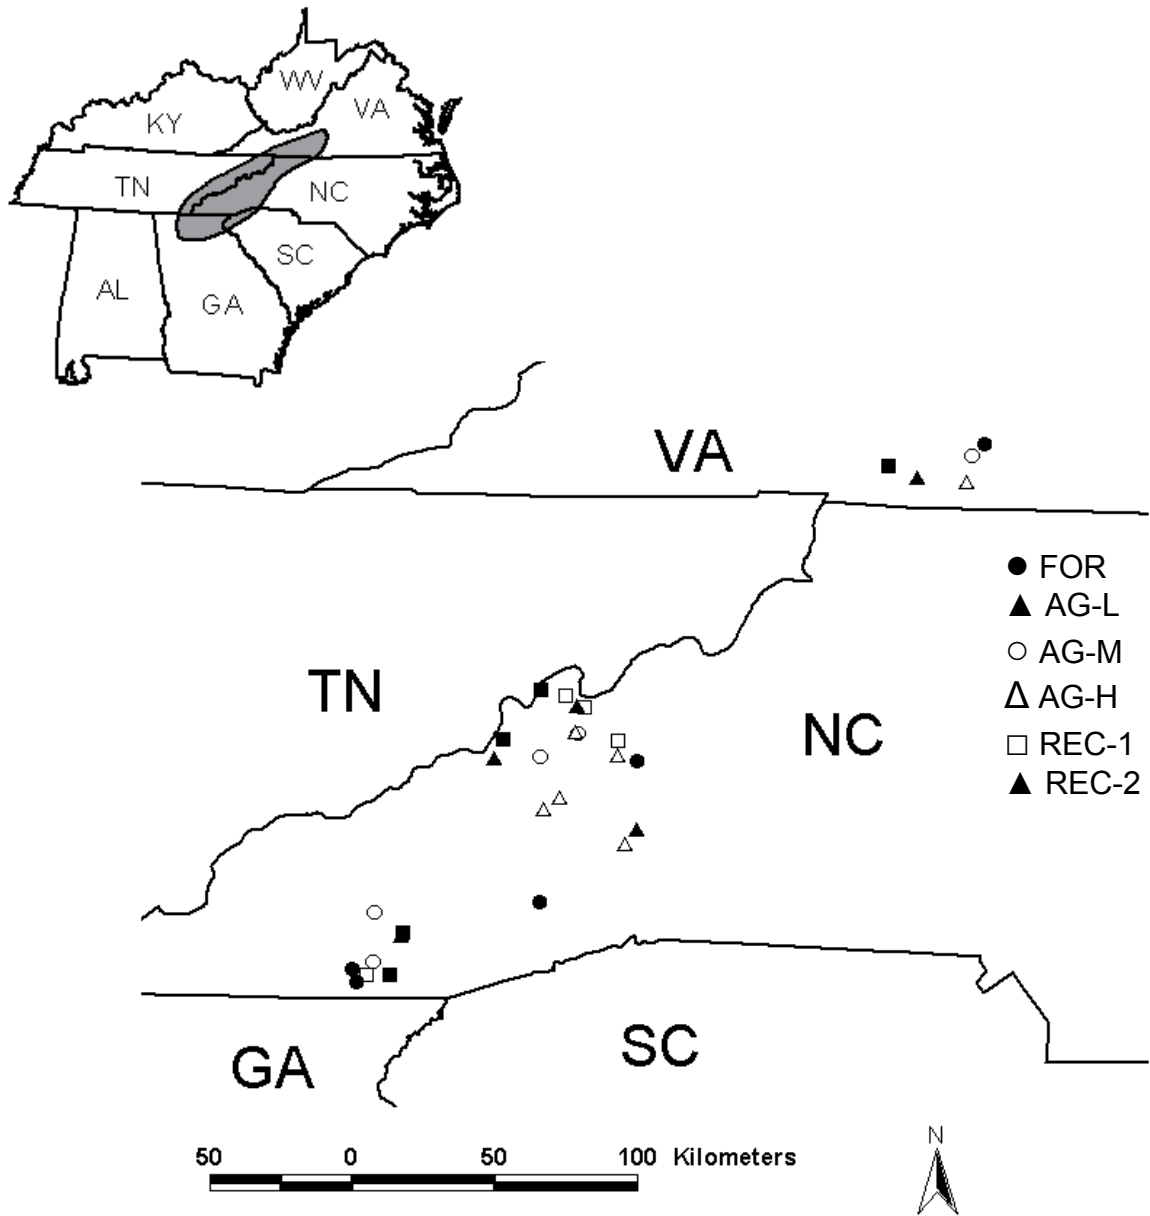 WV
VA
KY
TN
NC
SC
AL
GA
VA
TN
NC
FOR
AG-L
AG-M
AG-H
REC-1
REC-2
GA
SC
50 0 50 100 Kilometers
N